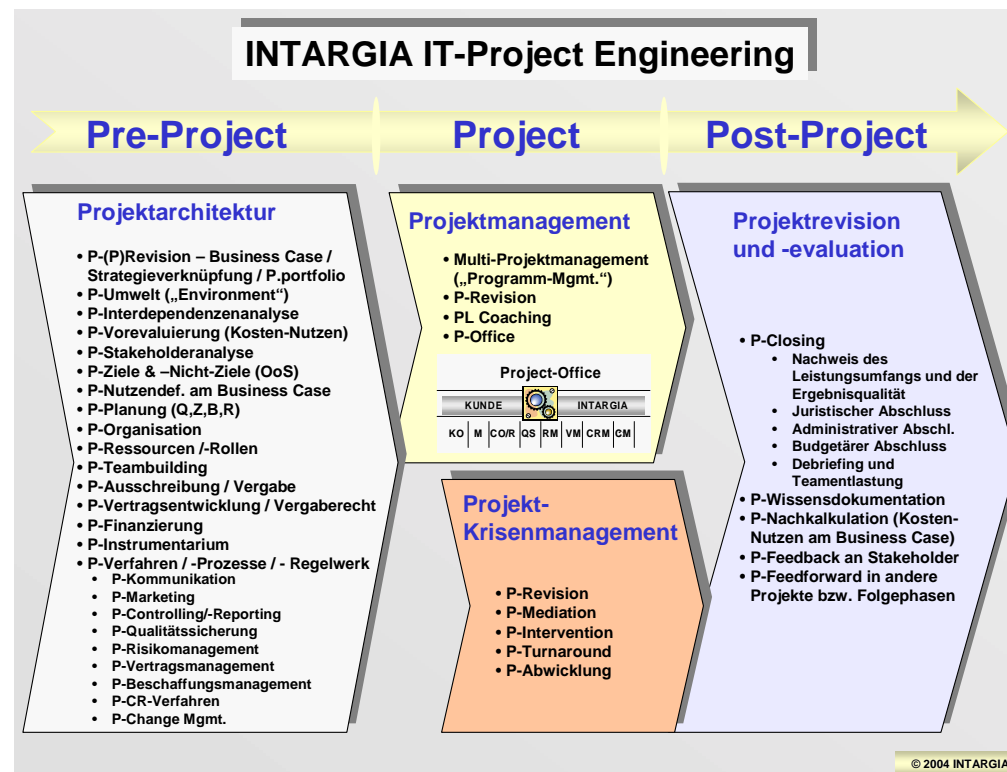 INTARGIA IT-Project Engineering
Pre-Project
Project
Post-Project
Projektarchitektur
• P-(P)Revision – Business Case /
Strategieverknüpfung / P.portfolio
• P-Umwelt („Environment“)
• P-Interdependenzenanalyse
• P-Vorevaluierung (Kosten-Nutzen)
• P-Stakeholderanalyse
• P-Ziele & –Nicht-Ziele (OoS)
• P-Nutzendef. am Business Case
• P-Planung (Q,Z,B,R)
• P-Organisation
• P-Ressourcen /-Rollen
• P-Teambuilding
• P-Ausschreibung / Vergabe
• P-Vertragsentwicklung / Vergaberecht
• P-Finanzierung
• P-Instrumentarium
• P-Verfahren / -Prozesse / - Regelwerk
• P-Kommunikation
• P-Marketing
• P-Controlling/-Reporting
• P-Qualitätssicherung
• P-Risikomanagement
• P-Vertragsmanagement
• P-Beschaffungsmanagement
• P-CR-Verfahren
• P-Change Mgmt.
Projektmanagement
• Multi-Projektmanagement
(„Programm-Mgmt.“)
• P-Revision
• PL Coaching
• P-Office
Project-Office
KUNDE INTARGIA
KO M CO/R QS RM VM CRM CM
Projekt-
Krisenmanagement
• P-Revision
• P-Mediation
• P-Intervention
• P-Turnaround
• P-Abwicklung
Projektrevision
und -evaluation
• P-Closing
• Nachweis des
Leistungsumfangs und der
Ergebnisqualität
• Juristischer Abschluss
• Administrativer Abschl.
• Budgetärer Abschluss
• Debriefing und
Teamentlastung
• P-Wissensdokumentation
• P-Nachkalkulation (Kosten-
Nutzen am Business Case)
• P-Feedback an Stakeholder
• P-Feedforward in andere
Projekte bzw. Folgephasen
© 2004 INTARGIA